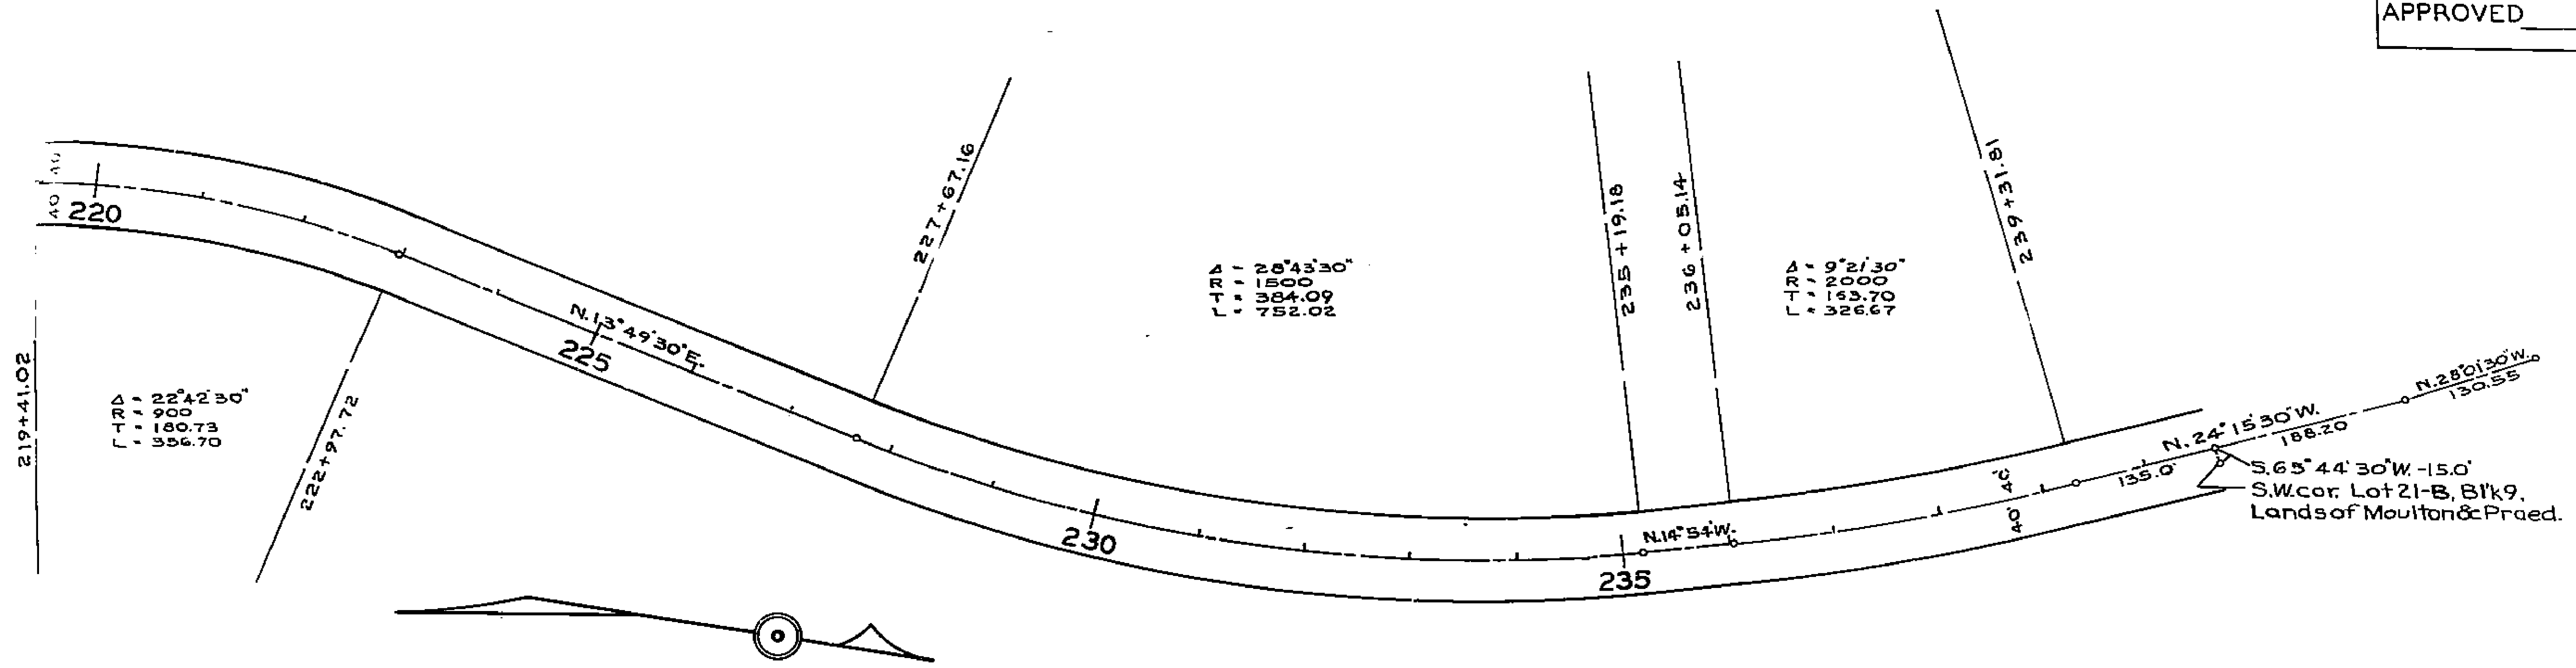 APPROVED
40 40
220
219+41.02
Δ = 22°42'30"
R = 900
T = 180.73
L = 356.70
222+97.72
N.13°49'30"E.
225
227+67.16
Δ = 28°43'30"
R = 1500
T = 384.09
L = 752.02
230
235+19.18
236+05.14
N.14°54'W.
235
Δ = 9°21'30"
R = 2000
T = 163.70
L = 326.67
239+31.81
40' 40'
135.0'
N.24°15'30"W.
188.20
N.28°01'30"W.
130.55
S.65°44'30"W.-15.0'
S.W.cor. Lot 21-B, Bl'k 9,
Lands of Moulton & Praed.